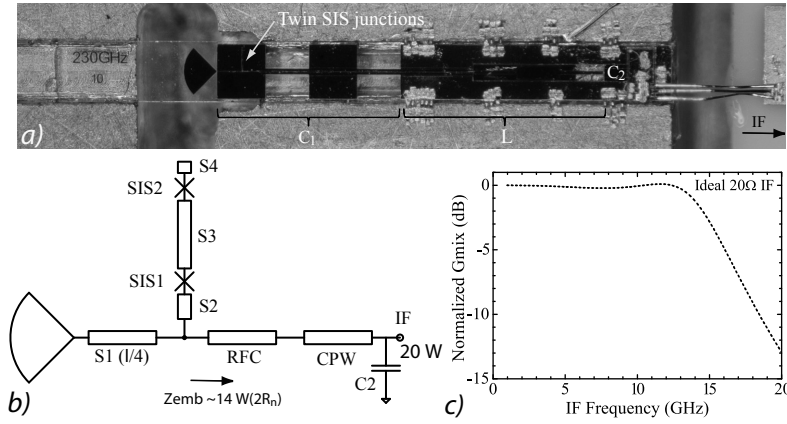 Twin SIS junctions
230GHz
10
a)
C1
L
C2
IF
S4
SIS2
S3
SIS1
S2
IF
S1 (l/4)
RFC
CPW
20 W
C2
Zemb ~14 W(2Rn)
b)
Ideal 20Ω IF
Normalized Gmix (dB)
0
-5
-10
-15
0
5
10
15
20
IF Frequency (GHz)
c)